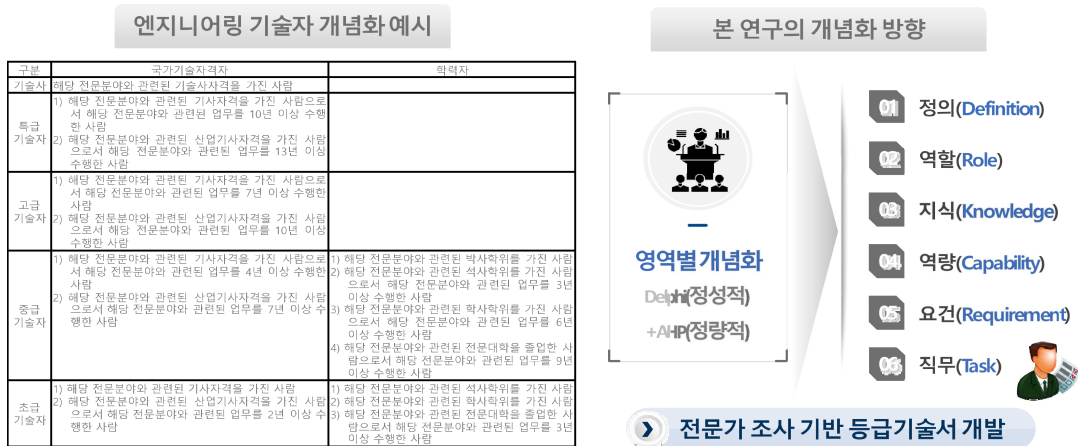 엔지니어링 기술자 개념화 예시
구분 국가기술자격자 학력자
기술사 해당 전문분야와 관련된 기술사자격을 가진 사람
특급
기술자
1) 해당 전문분야와 관련된 기사자격을 가진 사람으로
서 해당 전문분야와 관련된 업무를 10년 이상 수행
한 사람
2) 해당 전문분야와 관련된 산업기사자격을 가진 사람
으로서 해당 전문분야와 관련된 업무를 13년 이상
수행한 사람
고급
기술자
1) 해당 전문분야와 관련된 기사자격을 가진 사람으로
서 해당 전문분야와 관련된 업무를 7년 이상 수행한
사람
2) 해당 전문분야와 관련된 산업기사자격을 가진 사람
으로서 해당 전문분야와 관련된 업무를 10년 이상
수행한 사람
중급
기술자
1) 해당 전문분야와 관련된 기사자격을 가진 사람으로
서 해당 전문분야와 관련된 업무를 4년 이상 수행한
사람
2) 해당 전문분야와 관련된 산업기사자격을 가진 사람
으로서 해당 전문분야와 관련된 업무를 7년 이상 수
행한 사람
1) 해당 전문분야와 관련된 박사학위를 가진 사람
2) 해당 전문분야와 관련된 석사학위를 가진 사람
으로서 해당 전문분야와 관련된 업무를 3년
이상 수행한 사람
3) 해당 전문분야와 관련된 학사학위를 가진 사람
으로서 해당 전문분야와 관련된 업무를 6년
이상 수행한 사람
4) 해당 전문분야와 관련된 전문대학을 졸업한 사
람으로서 해당 전문분야와 관련된 업무를 9년
이상 수행한 사람
초급
기술자
1) 해당 전문분야와 관련된 기사자격을 가진 사람
2) 해당 전문분야와 관련된 산업기사자격을 가진 사람
으로서 해당 전문분야와 관련된 업무를 2년 이상 수
행한 사람
1) 해당 전문분야와 관련된 석사학위를 가진 사람
2) 해당 전문분야와 관련된 학사학위를 가진 사람
3) 해당 전문분야와 관련된 전문대학을 졸업한 사
람으로서 해당 전문분야와 관련된 업무를 3년
이상 수행한 사람
본 연구의 개념화 방향
영역별 개념화
Delphi(정성적)
+AHP(정량적)
01 정의(Definition)
02 역할(Role)
03 지식(Knowledge)
04 역량(Capability)
05 요건(Requirement)
06 직무(Task)
전문가 조사 기반 등급기술서 개발